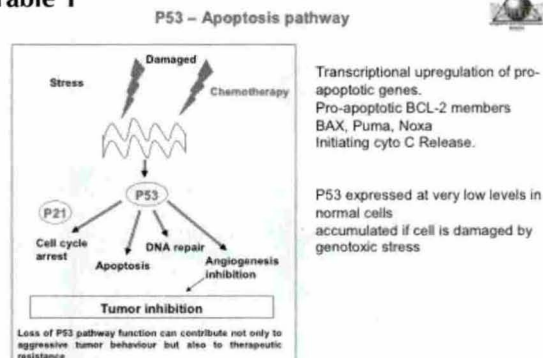 Table 1
P53 – Apoptosis pathway
Damaged
Stress
Chemotherapy
P53
P21
Cell cycle
arrest
Apoptosis
DNA repair
Angiogenesis
inhibition
Tumor inhibition
Loss of P53 pathway function can contribute not only to
aggressive tumor behaviour but also to therapeutic
resistance
Transcriptional upregulation of pro-
apoptotic genes.
Pro-apoptotic BCL-2 members
BAX, Puma, Noxa
Initiating cyto C Release.
P53 expressed at very low levels in
normal cells
accumulated if cell is damaged by
genotoxic stress